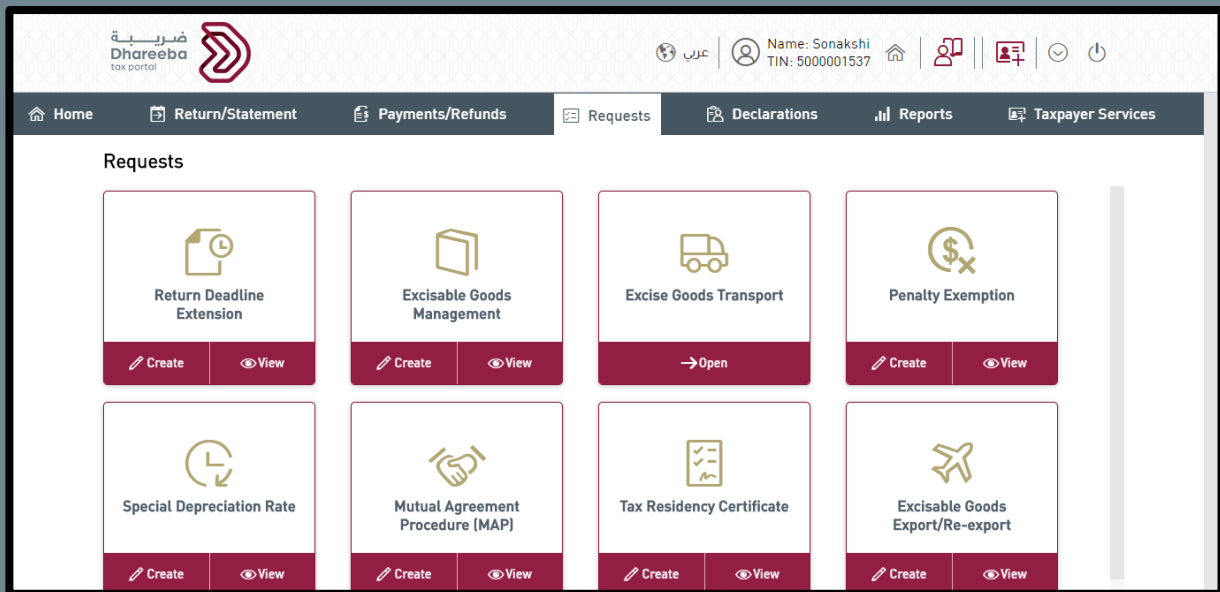 ضريبـــة
Dhareeba
tax portal
عربي
Name: Sonakshi
TIN: 5000001537
Home
Return/Statement
Payments/Refunds
Requests
Declarations
Reports
Taxpayer Services
Requests
Return Deadline
Extension
Create
View
Excisable Goods
Management
Create
View
Excise Goods Transport
Open
Penalty Exemption
Create
View
Special Depreciation Rate
Create
View
Mutual Agreement
Procedure (MAP)
Create
View
Tax Residency Certificate
Create
View
Excisable Goods
Export/Re-export
Create
View